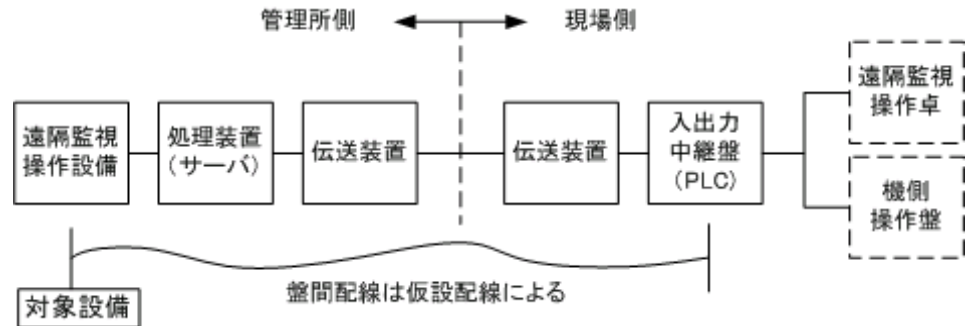 管理所側
現場側
遠隔監視
操作設備
処理装置
(サーバ)
伝送装置
伝送装置
入出力
中継盤
(PLC)
遠隔監視
操作卓
機側
操作盤
対象設備
盤間配線は仮設配線による